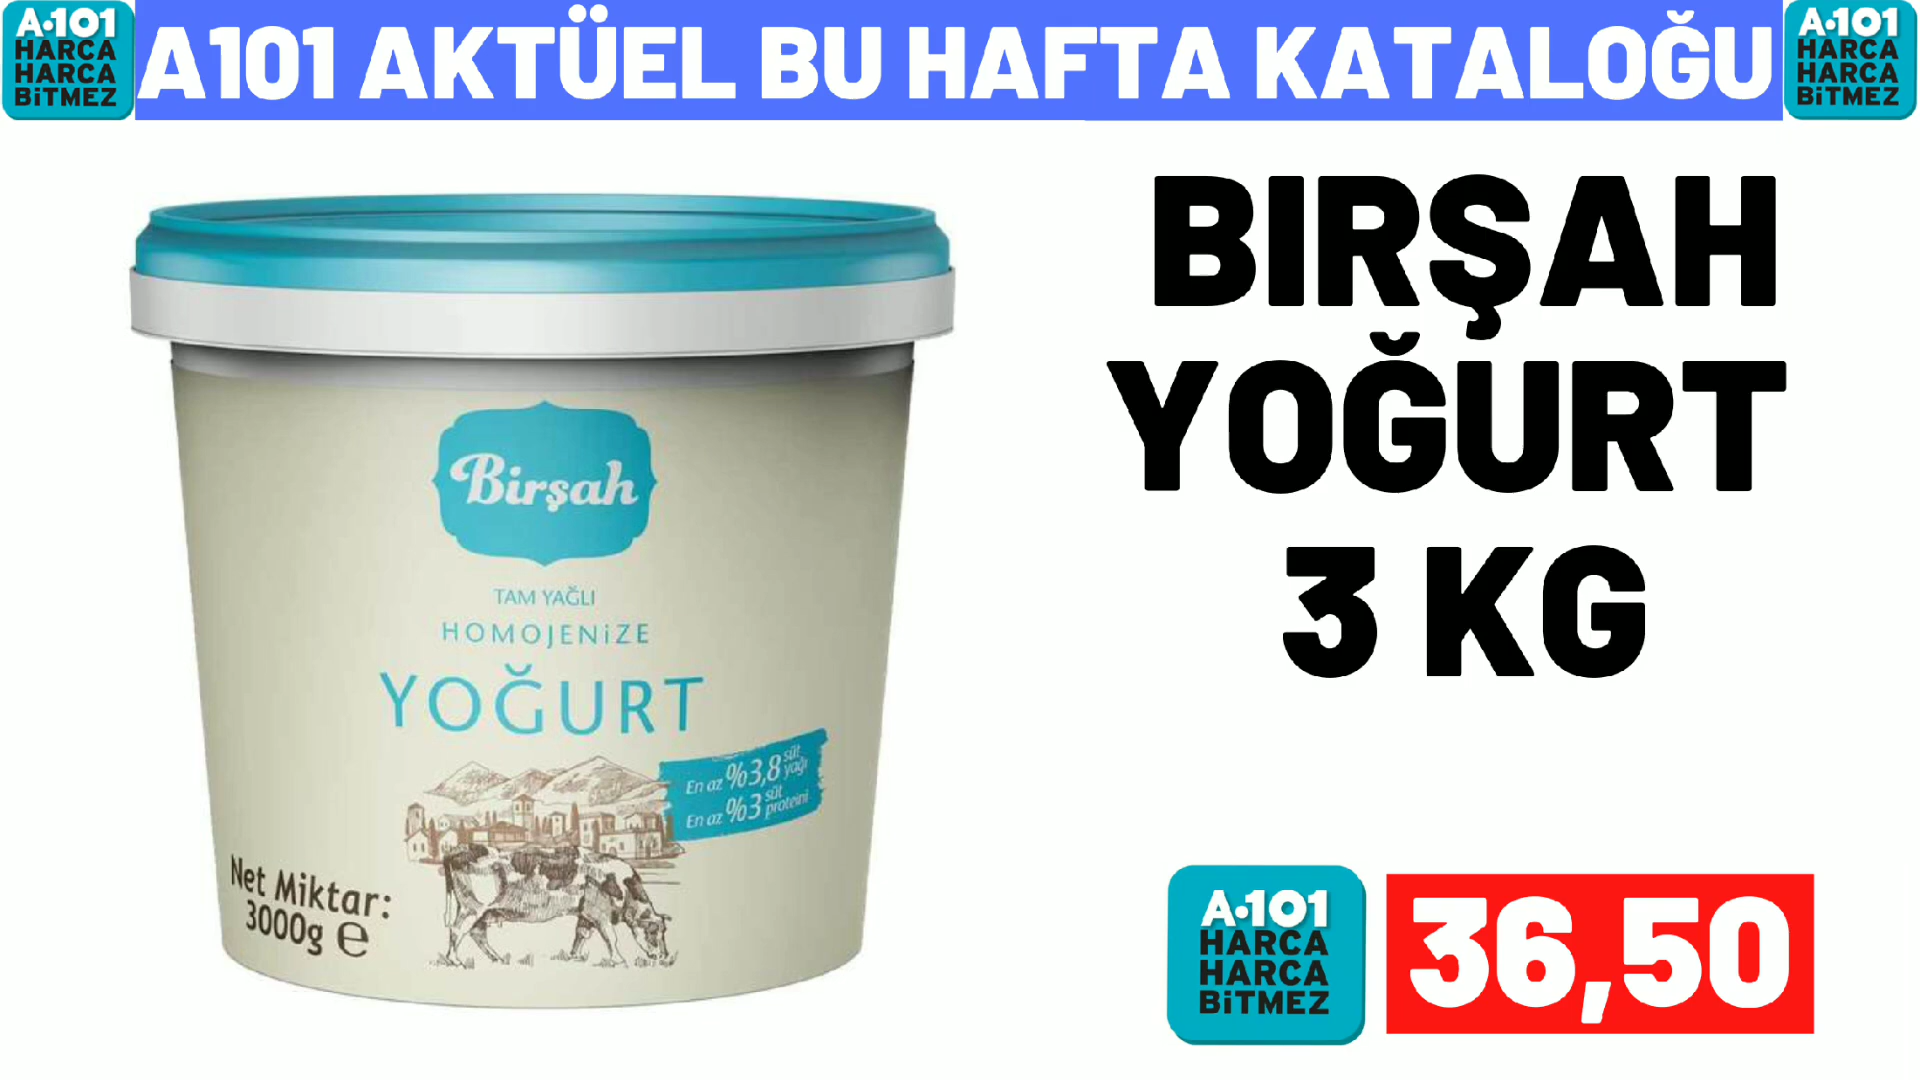 A101
HARCA
HARCA
BiTMEZ
A101 AKTÜEL BU HAFTA KATALOĞU
A101
HARCA
HARCA
BiTMEZ
BIRŞAH
YOĞURT
3 KG
Birşah
TAM YAĞLI
HOMOJENiZE
YOĞURT
En az %3,8 süt yağı
En az %3 süt proteini
Net Miktar:
3000g ℮
A101
HARCA
HARCA
BiTMEZ
36,50